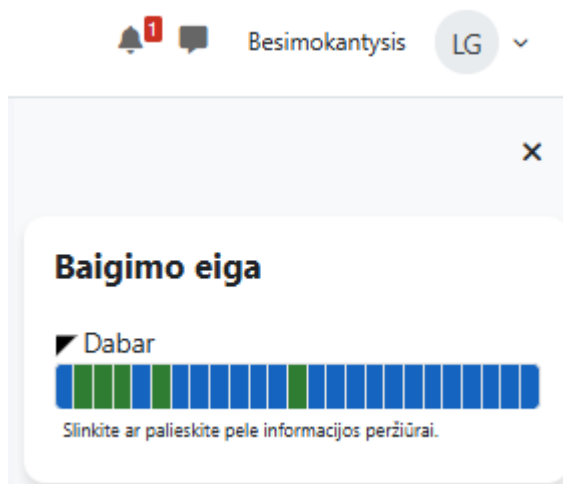 1
Besimokantysis
LG
Baigimo eiga
Dabar
Slinkite ar palieskite pele informacijos peržiūrai.